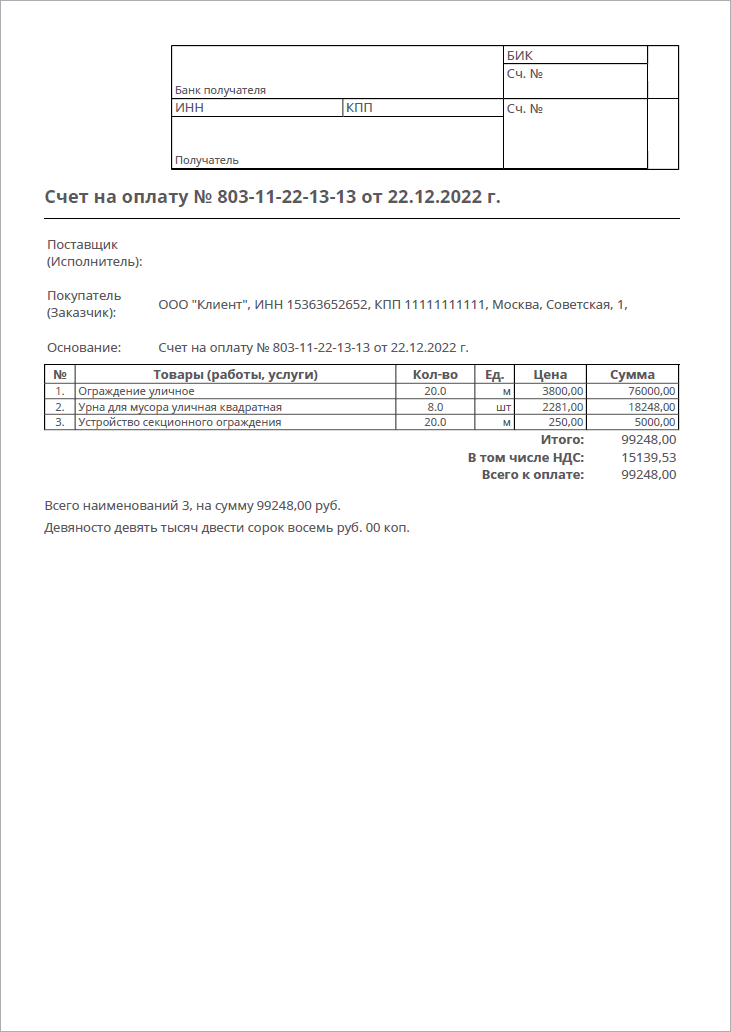 БИК
Сч. №
Банк получателя
ИНН КПП Сч. №
Получатель
Счет на оплату № 803-11-22-13-13 от 22.12.2022 г.
Поставщик
(Исполнитель):
Покупатель
(Заказчик):
ООО "Клиент", ИНН 15363652652, КПП 11111111111, Москва, Советская, 1,
Основание: Счет на оплату № 803-11-22-13-13 от 22.12.2022 г.
№ Товары (работы, услуги) Кол-во Ед. Цена Сумма
1. Ограждение уличное 20.0 м 3800,00 76000,00
2. Урна для мусора уличная квадратная 8.0 шт 2281,00 18248,00
3. Устройство секционного ограждения 20.0 м 250,00 5000,00
Итого: 99248,00
В том числе НДС: 15139,53
Всего к оплате: 99248,00
Всего наименований 3, на сумму 99248,00 руб.
Девяносто девять тысяч двести сорок восемь руб. 00 коп.